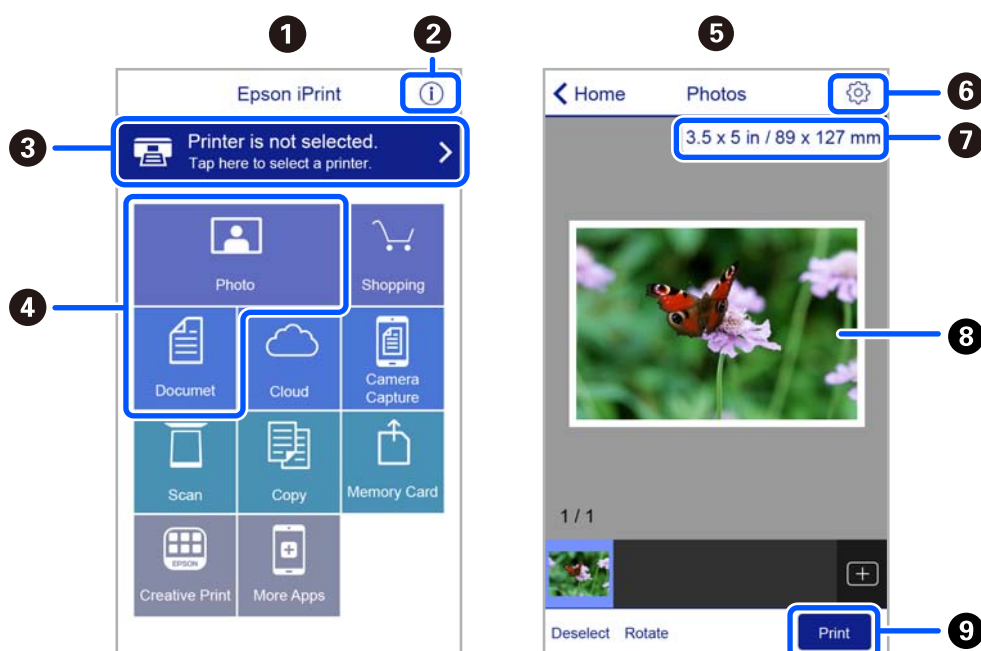 1
2
5
Epson iPrint
i
Home
Photos
6
3
Printer is not selected.
Tap here to select a printer.
3.5 x 5 in / 89 x 127 mm
7
Photo
Shopping
4
8
Documet
Cloud
Camera
Capture
Scan
Copy
Memory Card
1 / 1
EPSON
Creative Print
More Apps
Deselect
Rotate
Print
9